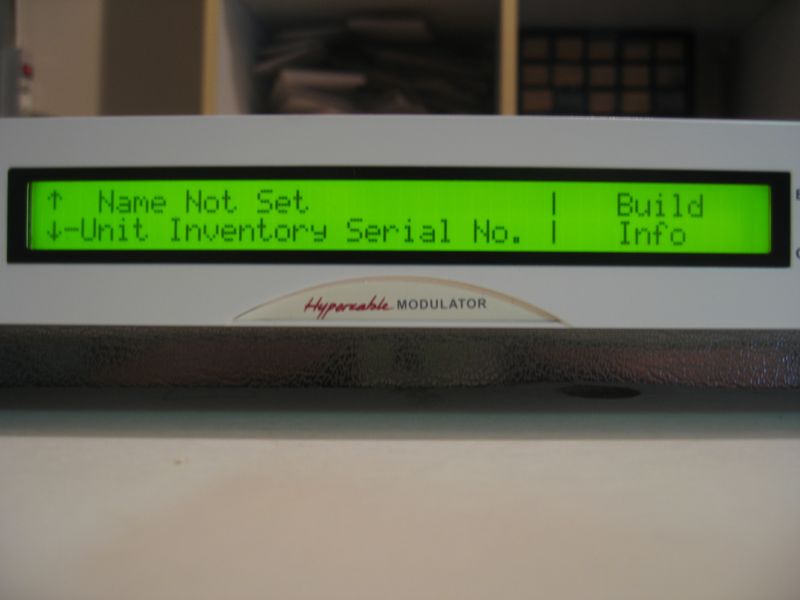 ↑ Name Not Set | Build
↓-Unit Inventory Serial No. | Info
Hypercable MODULATOR